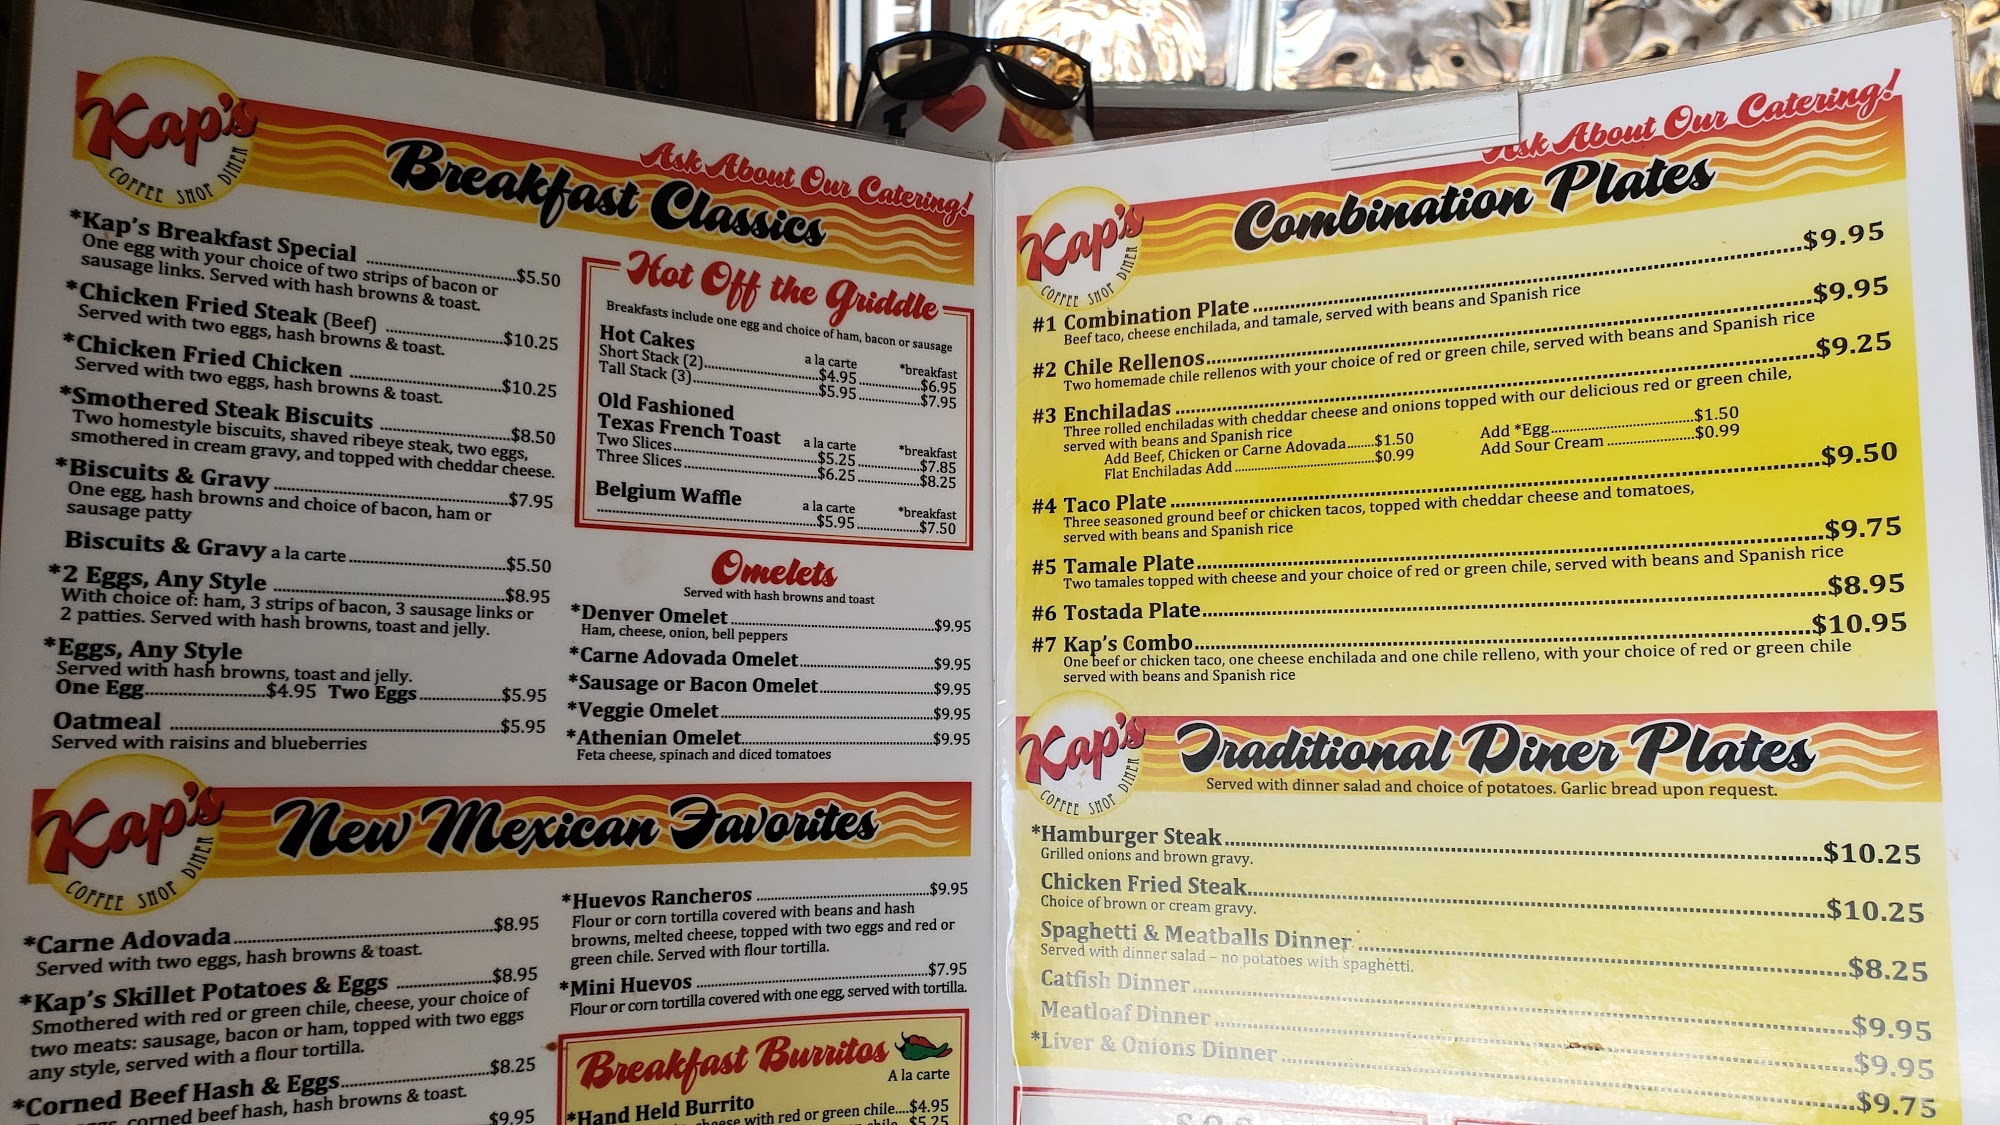 Kap's
COFFEE SHOP DINER
Ask About Our Catering!
Breakfast Classics
*Kap's Breakfast Special ........ $5.50
One egg with your choice of two strips of bacon or
sausage links. Served with hash browns & toast.
*Chicken Fried Steak (Beef) ........ $10.25
Served with two eggs, hash browns & toast.
*Chicken Fried Chicken ........ $10.25
Served with two eggs, hash browns & toast.
*Smothered Steak Biscuits ........ $8.50
Two homestyle biscuits, shaved ribeye steak, two eggs,
smothered in cream gravy, and topped with cheddar cheese.
*Biscuits & Gravy ........ $7.95
One egg, hash browns and choice of bacon, ham or
sausage patty
Biscuits & Gravy a la carte ........ $5.50
*2 Eggs, Any Style ........ $8.95
With choice of: ham, 3 strips of bacon, 3 sausage links or
2 patties. Served with hash browns, toast and jelly.
*Eggs, Any Style
Served with hash browns, toast and jelly.
One Egg ........ $4.95 Two Eggs ........ $5.95
Oatmeal ........ $5.95
Served with raisins and blueberries
Hot Off the Griddle
Breakfasts include one egg and choice of ham, bacon or sausage
Hot Cakes
a la carte *breakfast
Short Stack (2) ........ $4.95 ........ $6.95
Tall Stack (3) ........ $5.95 ........ $7.95
Old Fashioned
Texas French Toast a la carte *breakfast
Two Slices ........ $5.25 ........ $7.85
Three Slices ........ $6.25 ........ $8.25
Belgium Waffle a la carte *breakfast
........ $5.95 ........ $7.50
Omelets
Served with hash browns and toast
*Denver Omelet ........ $9.95
Ham, cheese, onion, bell peppers
*Carne Adovada Omelet ........ $9.95
*Sausage or Bacon Omelet ........ $9.95
*Veggie Omelet ........ $9.95
*Athenian Omelet ........ $9.95
Feta cheese, spinach and diced tomatoes
Kap's
COFFEE SHOP DINER
New Mexican Favorites
*Carne Adovada ........ $8.95
Served with two eggs, hash browns & toast.
*Kap's Skillet Potatoes & Eggs ........ $8.95
Smothered with red or green chile, cheese, your choice of
two meats: sausage, bacon or ham, topped with two eggs
any style, served with a flour tortilla.
*Corned Beef Hash & Eggs ........ $8.25
corned beef hash, hash browns & toast.
$9.95
*Huevos Rancheros ........ $9.95
Flour or corn tortilla covered with beans and hash
browns, melted cheese, topped with two eggs and red or
green chile. Served with flour tortilla.
*Mini Huevos ........ $7.95
Flour or corn tortilla covered with one egg, served with tortilla.
Breakfast Burritos
A la carte
*Hand Held Burrito
cheese with red or green chile....$4.95
$5.25
I
Kap's
COFFEE SHOP DINER
Ask About Our Catering!
Combination Plates
#1 Combination Plate ........ $9.95
Beef taco, cheese enchilada, and tamale, served with beans and Spanish rice
#2 Chile Rellenos ........ $9.95
Two homemade chile rellenos with your choice of red or green chile, served with beans and Spanish rice
#3 Enchiladas ........ $9.25
Three rolled enchiladas with cheddar cheese and onions topped with our delicious red or green chile,
served with beans and Spanish rice
Add Beef, Chicken or Carne Adovada ........ $1.50 Add *Egg ........ $1.50
Flat Enchiladas Add ........ $0.99 Add Sour Cream ........ $0.99
#4 Taco Plate ........ $9.50
Three seasoned ground beef or chicken tacos, topped with cheddar cheese and tomatoes,
served with beans and Spanish rice
#5 Tamale Plate ........ $9.75
Two tamales topped with cheese and your choice of red or green chile, served with beans and Spanish rice
#6 Tostada Plate ........ $8.95
#7 Kap's Combo ........ $10.95
One beef or chicken taco, one cheese enchilada and one chile relleno, with your choice of red or green chile
served with beans and Spanish rice
Kap's
COFFEE SHOP DINER
Traditional Diner Plates
Served with dinner salad and choice of potatoes. Garlic bread upon request.
*Hamburger Steak ........ $10.25
Grilled onions and brown gravy.
Chicken Fried Steak ........ $10.25
Choice of brown or cream gravy.
Spaghetti & Meatballs Dinner ........ $8.25
Served with dinner salad – no potatoes with spaghetti.
Catfish Dinner ........ $9.95
Meatloaf Dinner ........ $9.95
*Liver & Onions Dinner ........ $9.75